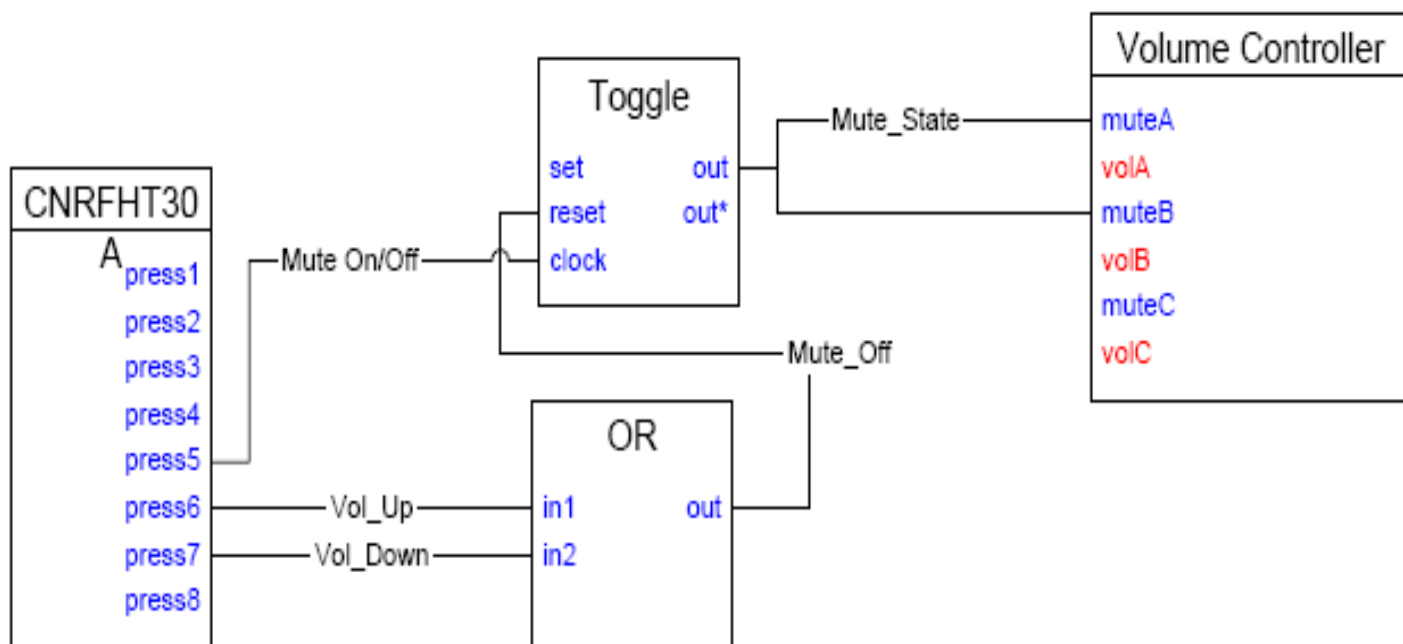 CNRFHT30
A
press1
press2
press3
press4
press5
press6
press7
press8
Mute On/Off
Vol_Up
Vol_Down
Toggle
set out
reset out*
clock
Mute_Off
OR
in1 out
in2
Mute_State
Volume Controller
muteA
volA
muteB
volB
muteC
volC